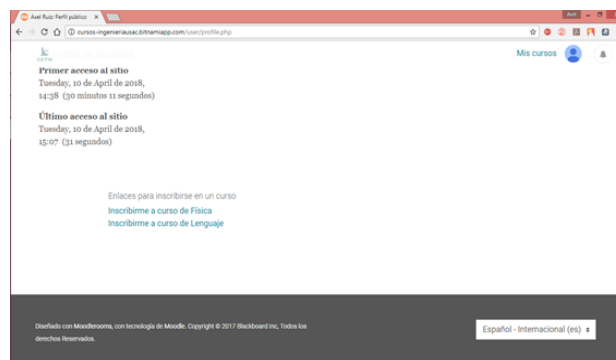 Axel Ruiz: Perfil público
Axel
cursos-ingenieriausac.bitnamiapp.com/user/profile.php
Mis cursos
Primer acceso al sitio
Tuesday, 10 de April de 2018,
14:38 (30 minutos 11 segundos)
Último acceso al sitio
Tuesday, 10 de April de 2018,
15:07 (31 segundos)
Enlaces para inscribirse en un curso
Inscribirme a curso de Física
Inscribirme a curso de Lenguaje
Diseñado con Moodlerooms, con tecnología de Moodle. Copyright © 2017 Blackboard Inc, Todos los
derechos Reservados.
Español - Internacional (es)